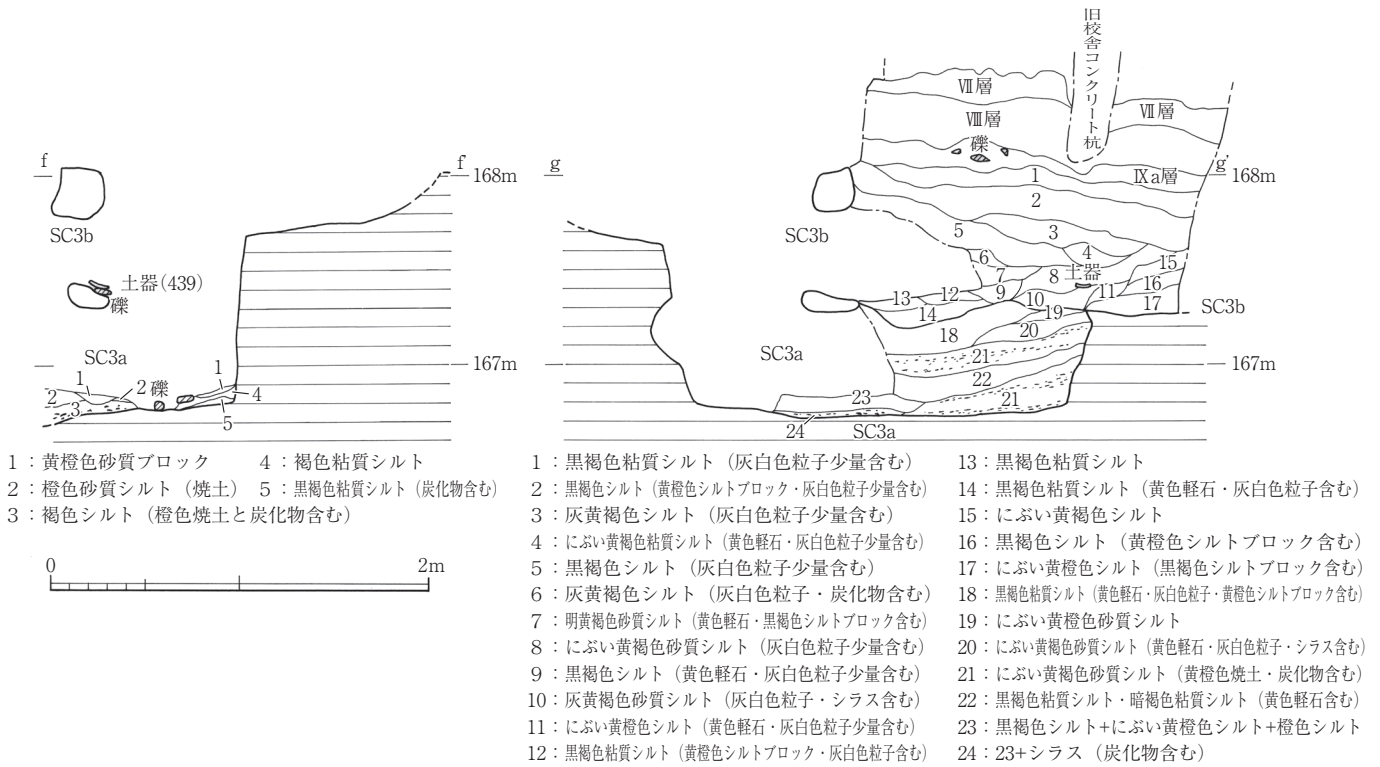 旧校舎コンクリート杭
Ⅶ層
Ⅶ層
Ⅷ層
礫
f
f′
168m
g
Ⅸa層
g′
168m
1
2
SC3b
SC3b
5
3
4
6
7
8
土器
15
16
土器(439)
礫
13
12
9
10
11
17
SC3b
14
19
18
20
SC3a
SC3a
21
167m
167m
1
2
礫
1
4
22
2
3
5
23
21
24
SC3a
1：黄橙色砂質ブロック
2：橙色砂質シルト（焼土）
3：褐色シルト（橙色焼土と炭化物含む）
4：褐色粘質シルト
5：黒褐色粘質シルト（炭化物含む）
0
2m
1：黒褐色粘質シルト（灰白色粒子少量含む）
2：黒褐色シルト（黄橙色シルトブロック・灰白色粒子少量含む）
3：灰黄褐色シルト（灰白色粒子少量含む）
4：にぶい黄褐色粘質シルト（黄色軽石・灰白色粒子少量含む）
5：黒褐色シルト（灰白色粒子少量含む）
6：灰黄褐色シルト（灰白色粒子・炭化物含む）
7：明黄褐色砂質シルト（黄色軽石・黒褐色シルトブロック含む）
8：にぶい黄褐色砂質シルト（灰白色粒子少量含む）
9：黒褐色シルト（黄色軽石・灰白色粒子少量含む）
10：灰黄褐色砂質シルト（灰白色粒子・シラス含む）
11：にぶい黄橙色シルト（黄色軽石・灰白色粒子少量含む）
12：黒褐色粘質シルト（黄橙色シルトブロック・灰白色粒子含む）
13：黒褐色粘質シルト
14：黒褐色粘質シルト（黄色軽石・灰白色粒子含む）
15：にぶい黄褐色シルト
16：黒褐色シルト（黄橙色シルトブロック含む）
17：にぶい黄橙色シルト（黒褐色シルトブロック含む）
18：黒褐色粘質シルト（黄色軽石・灰白色粒子・黄橙色シルトブロック含む）
19：にぶい黄橙色砂質シルト
20：にぶい黄褐色砂質シルト（黄色軽石・灰白色粒子・シラス含む）
21：にぶい黄褐色砂質シルト（黄橙色焼土・炭化物含む）
22：黒褐色粘質シルト・暗褐色粘質シルト（黄色軽石含む）
23：黒褐色シルト+にぶい黄橙色シルト+橙色シルト
24：23+シラス（炭化物含む）